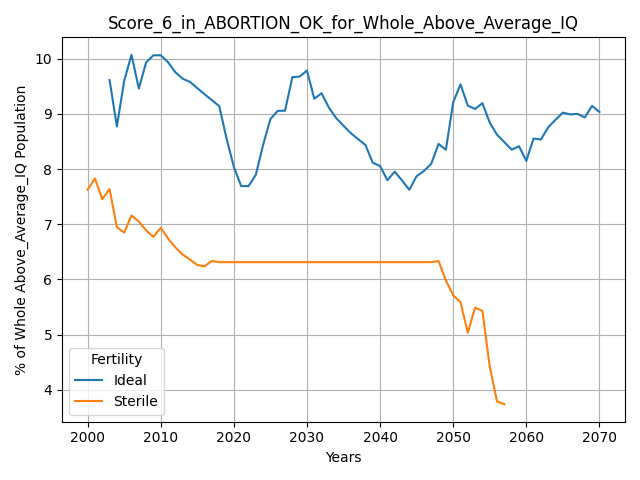 Score_6_in_ABORTION_OK_for_Whole_Above_Average_IQ
% of Whole Above_Average_IQ Population
10
9
8
7
6
5
4
Fertility
Ideal
Sterile
2000 2010 2020 2030 2040 2050 2060 2070
Years